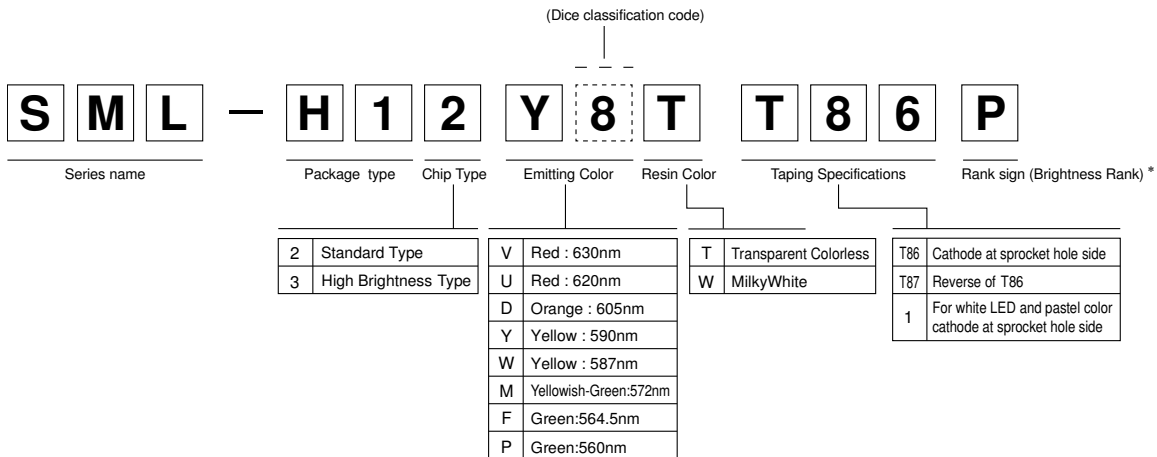 (Dice classification code)
S M L — H 1 2 Y 8 T T 8 6 P
Series name Package type Chip Type Emitting Color Resin Color Taping Specifications Rank sign (Brightness Rank) *
2 Standard Type
3 High Brightness Type
V Red : 630nm
U Red : 620nm
D Orange : 605nm
Y Yellow : 590nm
W Yellow : 587nm
M Yellowish-Green:572nm
F Green:564.5nm
P Green:560nm
T Transparent Colorless
W MilkyWhite
T86 Cathode at sprocket hole side
T87 Reverse of T86
1 For white LED and pastel color
cathode at sprocket hole side